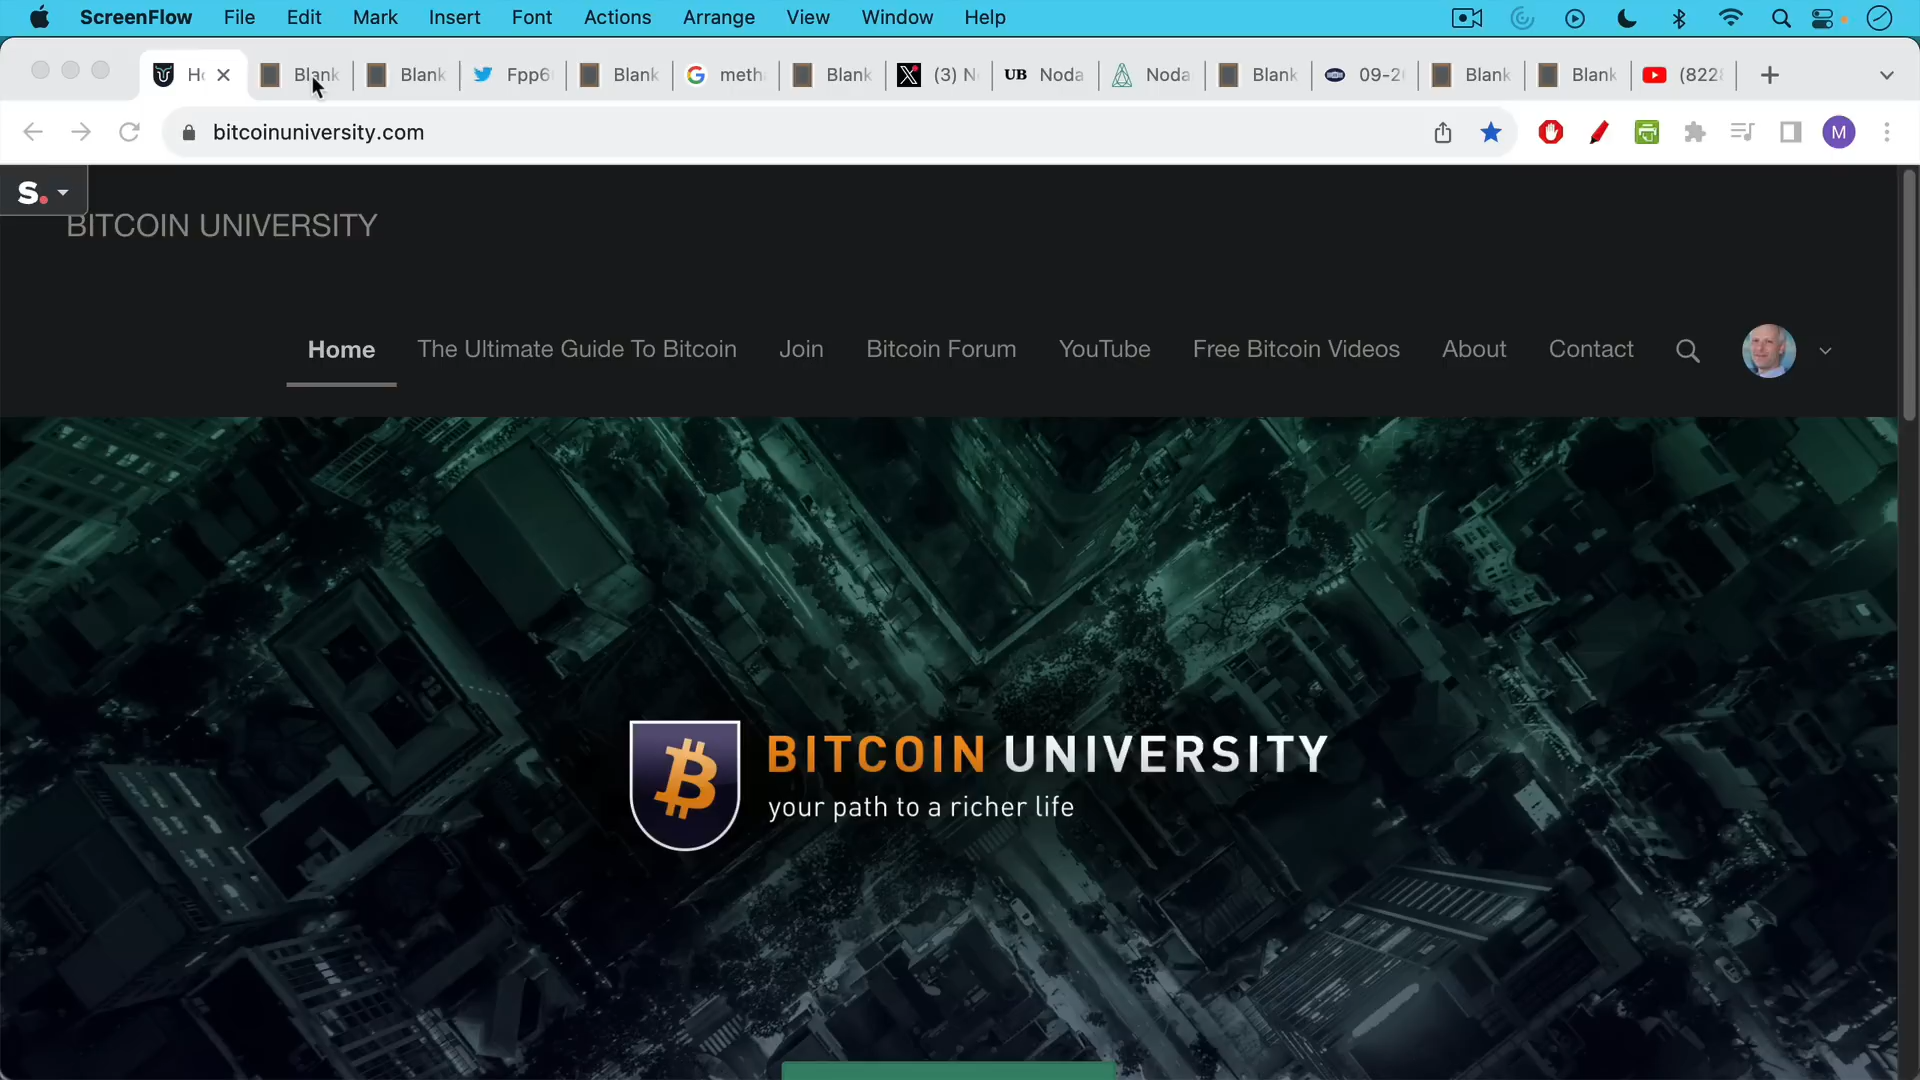 ScreenFlow File Edit Mark Insert Font Actions Arrange View Window Help
Ho Blank Blank Fpp6 Blank meth Blank (3) N UB Noda Noda Blank 09-2 Blank Blank (822
bitcoinuniversity.com M
S.
BITCOIN UNIVERSITY
Home The Ultimate Guide To Bitcoin Join Bitcoin Forum YouTube Free Bitcoin Videos About Contact
BITCOIN UNIVERSITY
your path to a richer life